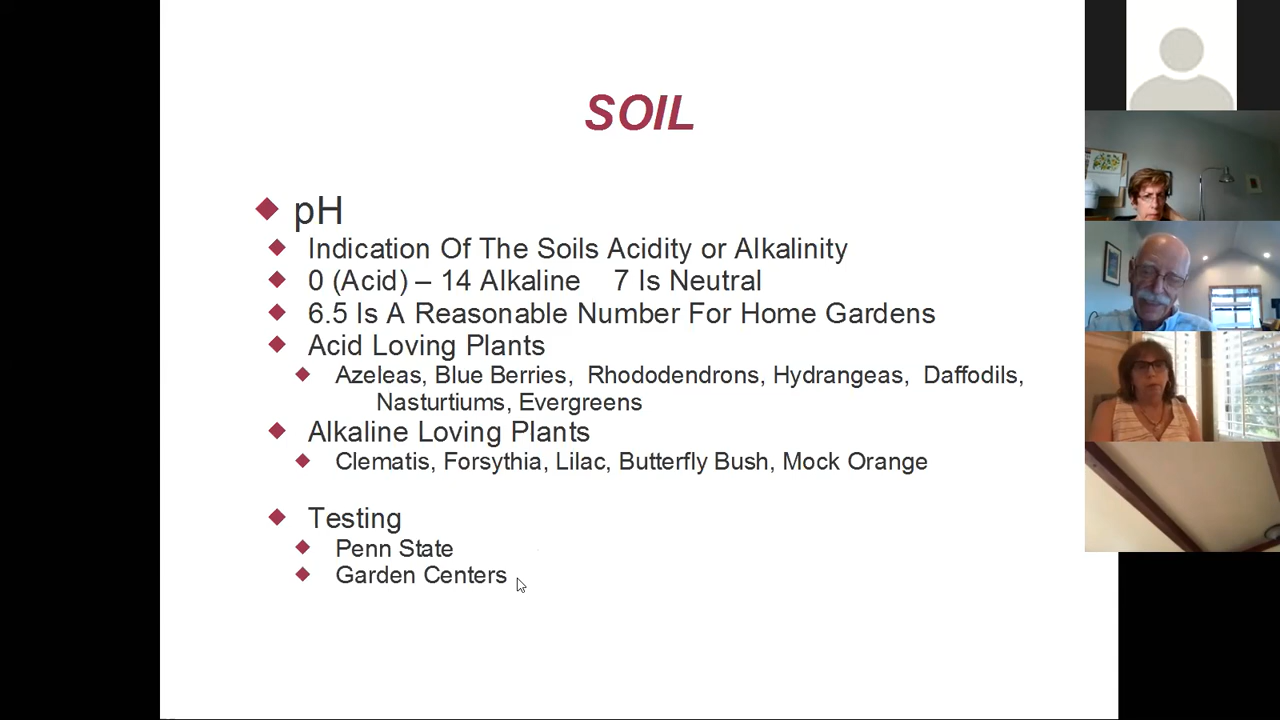 SOIL
pH
Indication Of The Soils Acidity or Alkalinity
0 (Acid) – 14 Alkaline 7 Is Neutral
6.5 Is A Reasonable Number For Home Gardens
Acid Loving Plants
Azeleas, Blue Berries, Rhododendrons, Hydrangeas, Daffodils,
Nasturtiums, Evergreens
Alkaline Loving Plants
Clematis, Forsythia, Lilac, Butterfly Bush, Mock Orange
Testing
Penn State
Garden Centers